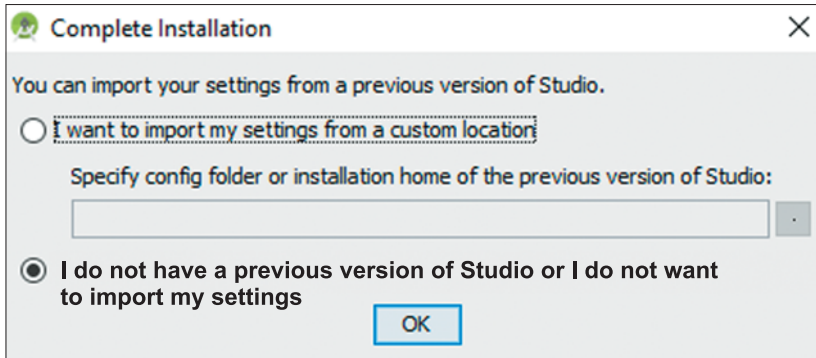 Complete Installation
You can import your settings from a previous version of Studio.
I want to import my settings from a custom location
Specify config folder or installation home of the previous version of Studio:
.
I do not have a previous version of Studio or I do not want
to import my settings
OK